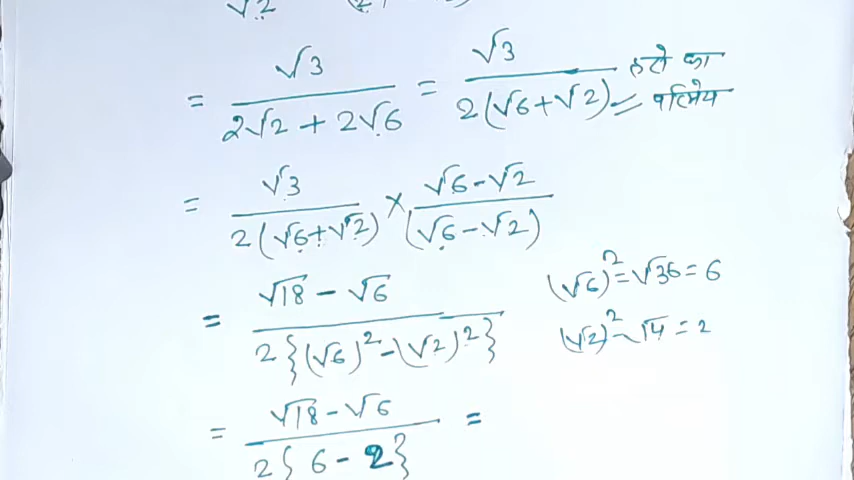 √2
= √3 / (2√2 + 2√6) = √3 / 2(√6+√2) हरो का
= परिमेय
= √3 / 2(√6+√2) × (√6-√2) / (√6-√2)
= (√18 - √6) / 2{(√6)² - (√2)²}
(√6)² = √36 = 6
(√2)² = √4 = 2
= (√18 - √6) / 2{6 - 2} =